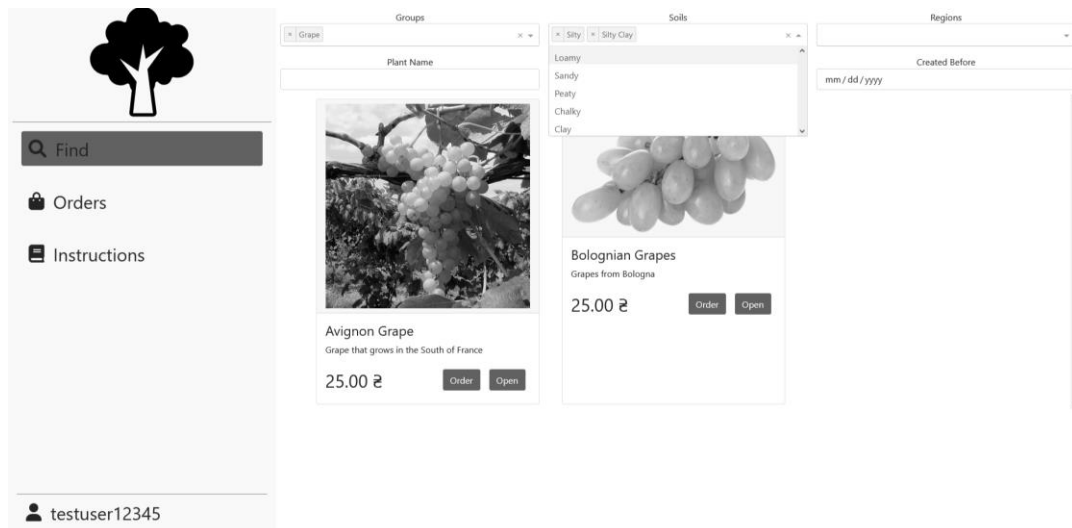 Find
Orders
Instructions
testuser12345
Groups
× Grape
Soils
× Silty × Silty Clay
Loamy
Sandy
Peaty
Chalky
Clay
Regions
Plant Name
Created Before
mm/dd/yyyy
Avignon Grape
Grape that grows in the South of France
25.00 ₴
Order Open
Bolognian Grapes
Grapes from Bologna
25.00 ₴
Order Open